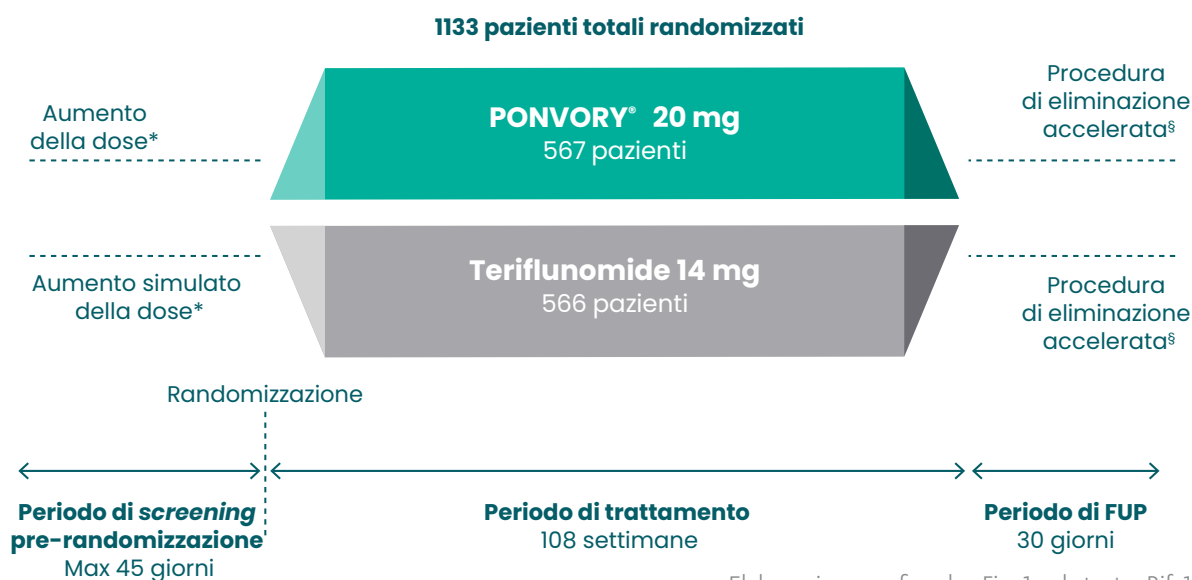 1133 pazienti totali randomizzati
Aumento
della dose*
PONVORY® 20 mg
567 pazienti
Procedura
di eliminazione
accelerata§
Aumento simulato
della dose*
Teriflunomide 14 mg
566 pazienti
Procedura
di eliminazione
accelerata§
Randomizzazione
Periodo di screening
pre-randomizzazione
Max 45 giorni
Periodo di trattamento
108 settimane
Periodo di FUP
30 giorni